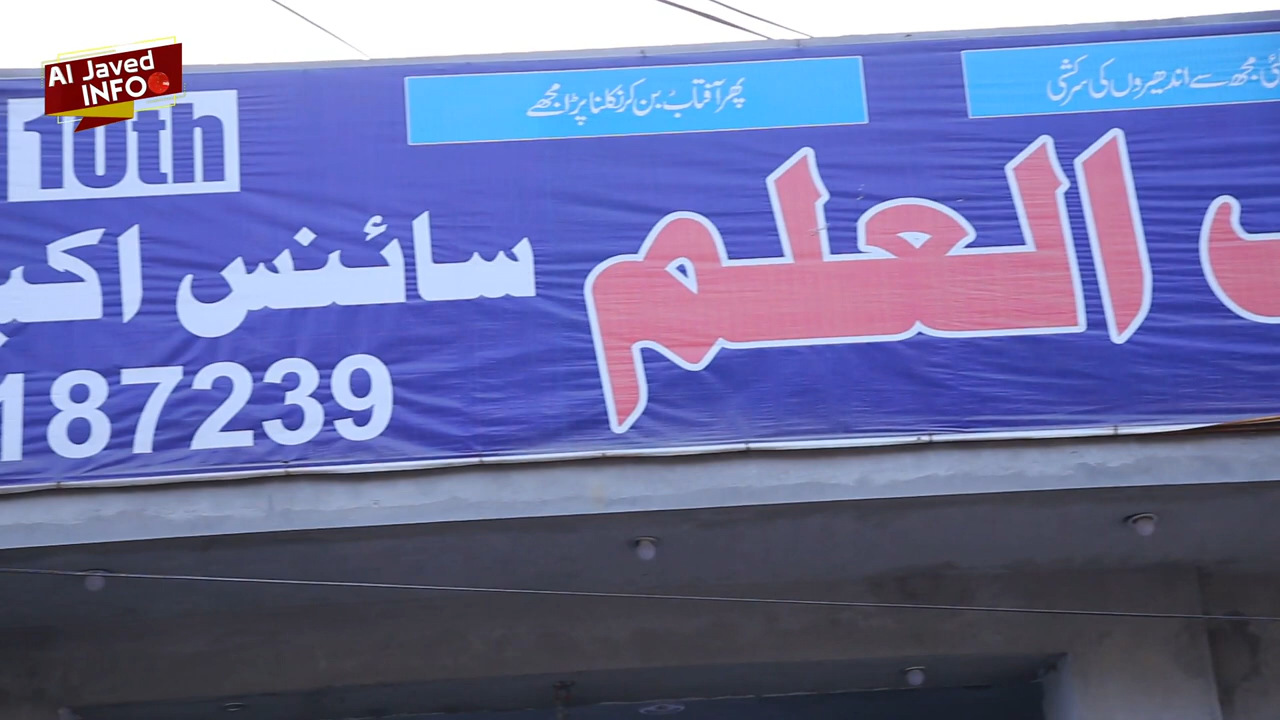 Al Javed
INFO
10th
مجھ سے اندھیروں کی سرکشی
پھر آفتاب بن کر نکلنا پڑا مجھے
العلم
سائنس
187239